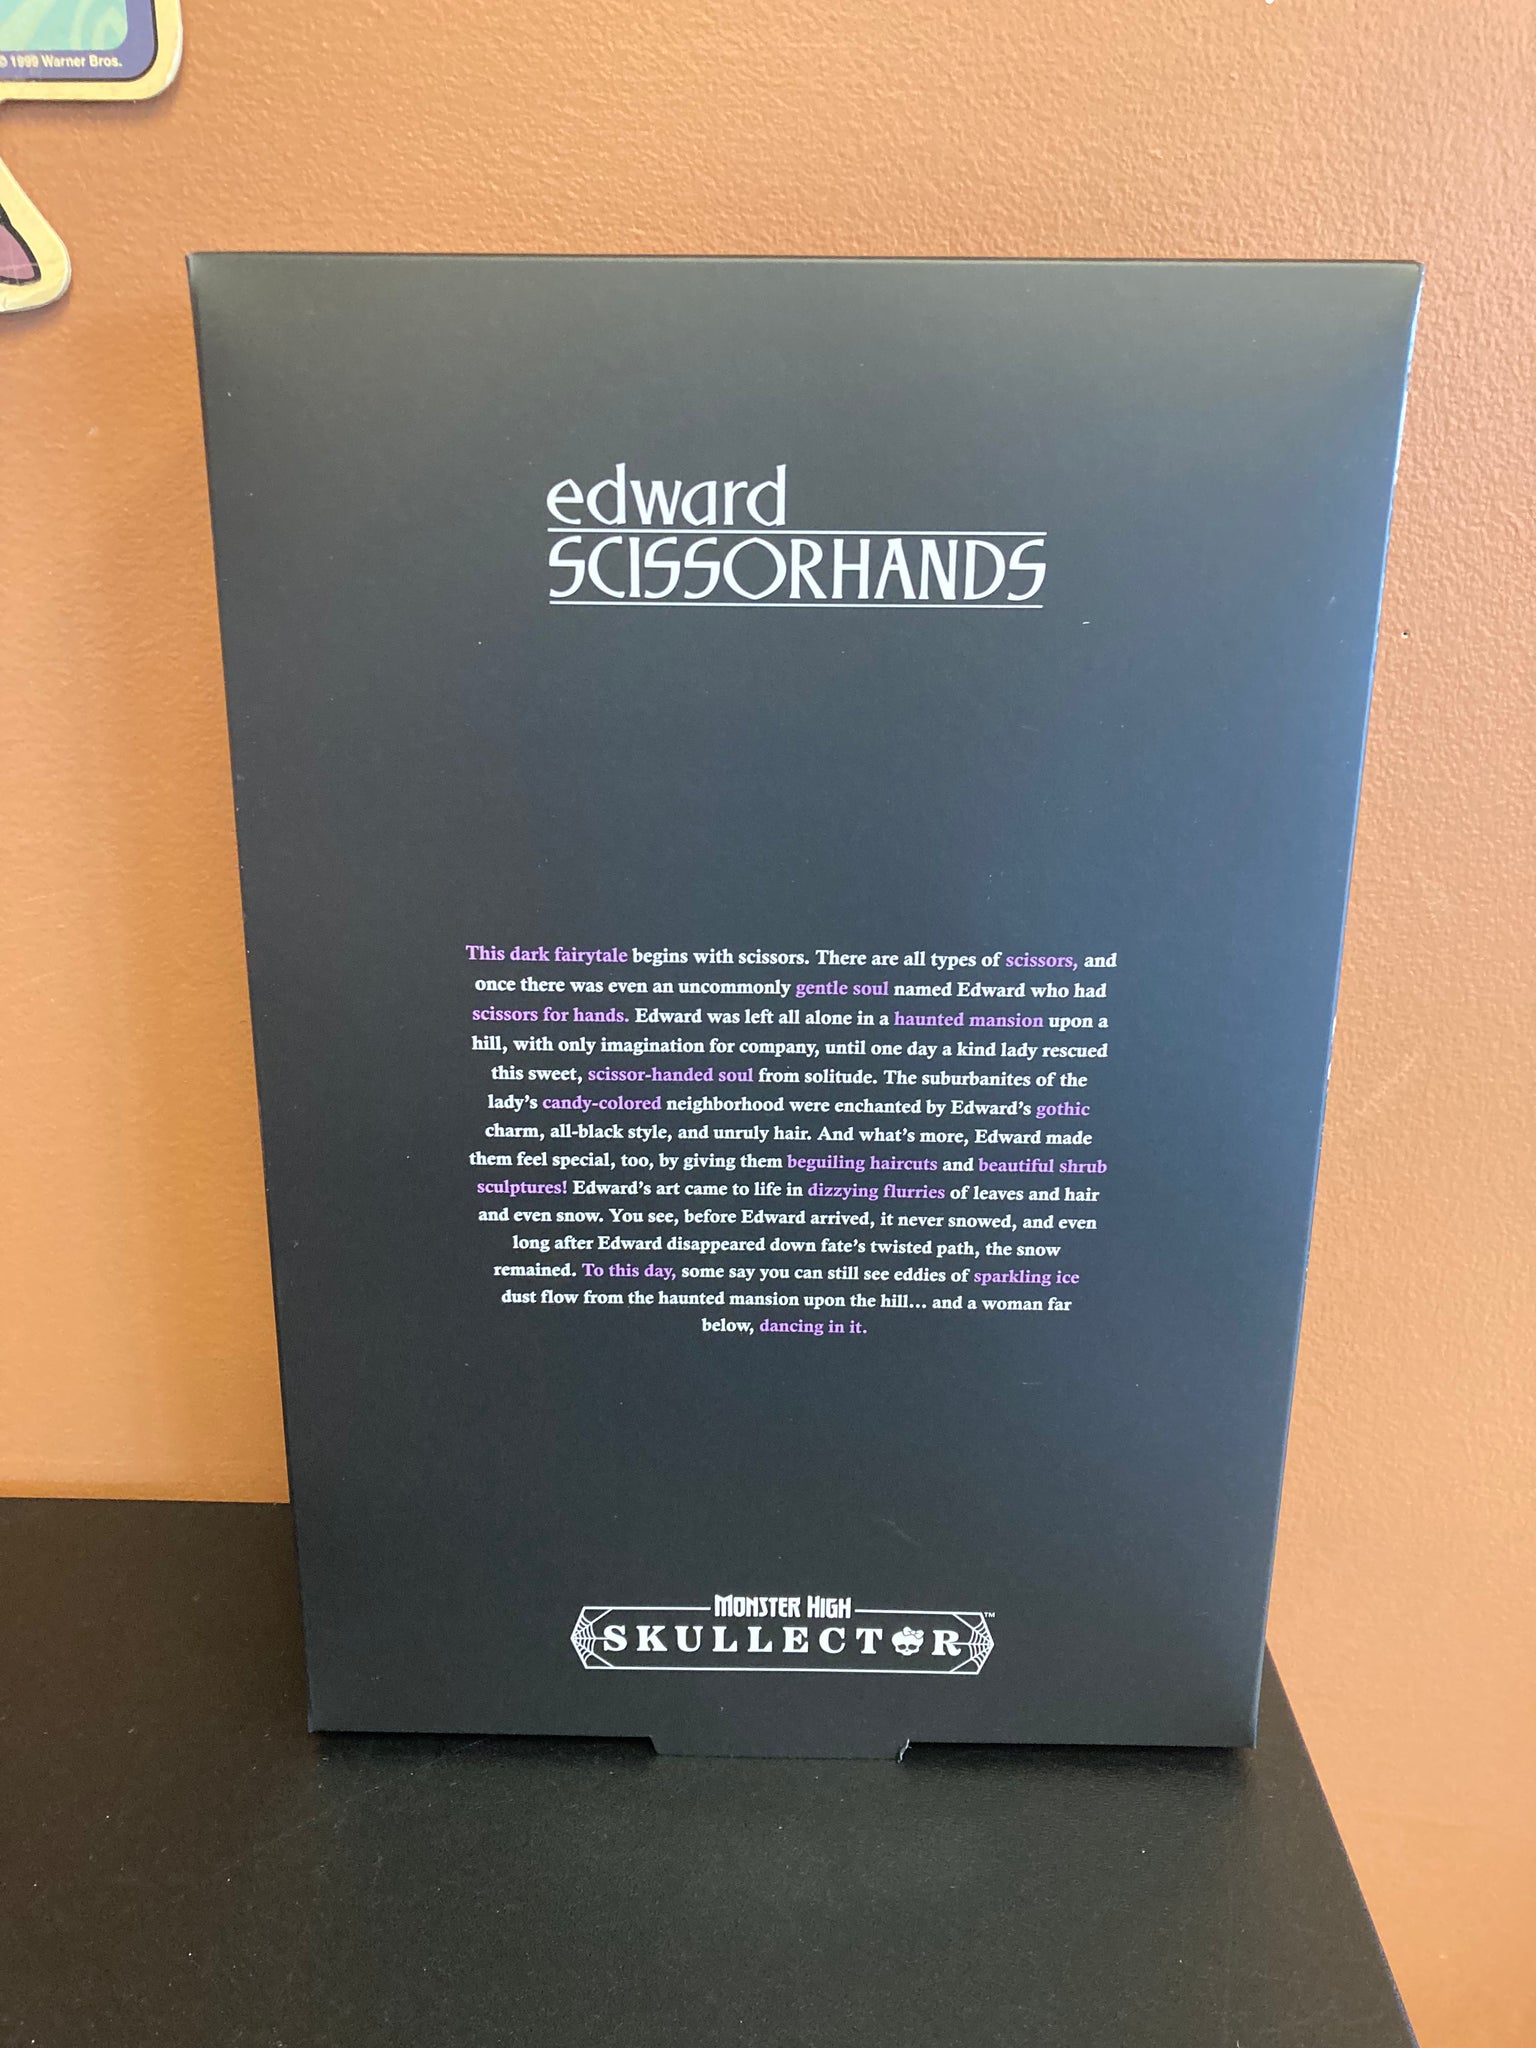 © 1999 Warner Bros.
edward
SCISSORHANDS
This dark fairytale begins with scissors. There are all types of scissors, and
once there was even an uncommonly gentle soul named Edward who had
scissors for hands. Edward was left all alone in a haunted mansion upon a
hill, with only imagination for company, until one day a kind lady rescued
this sweet, scissor-handed soul from solitude. The suburbanites of the
lady's candy-colored neighborhood were enchanted by Edward's gothic
charm, all-black style, and unruly hair. And what's more, Edward made
them feel special, too, by giving them beguiling haircuts and beautiful shrub
sculptures! Edward's art came to life in dizzying flurries of leaves and hair
and even snow. You see, before Edward arrived, it never snowed, and even
long after Edward disappeared down fate's twisted path, the snow
remained. To this day, some say you can still see eddies of sparkling ice
dust flow from the haunted mansion upon the hill... and a woman far
below, dancing in it.
MONSTER HIGH
SKULLECTOR™